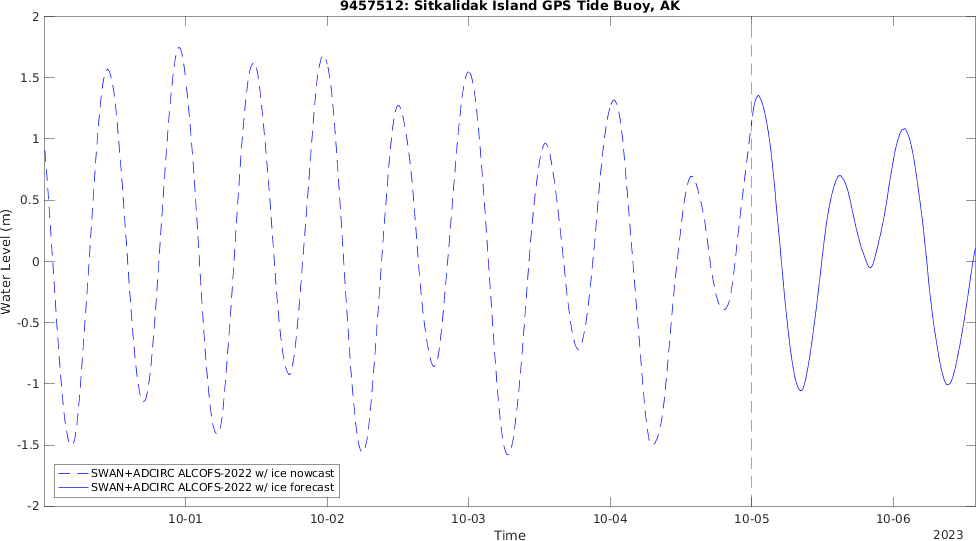 9457512: Sitkalidak Island GPS Tide Buoy, AK
2
1.5
1
0.5
0
-0.5
-1
-1.5
-2
Water Level (m)
SWAN+ADCIRC ALCOFS-2022 w/ ice nowcast
SWAN+ADCIRC ALCOFS-2022 w/ ice forecast
10-01 10-02 10-03 10-04 10-05 10-06
Time
2023